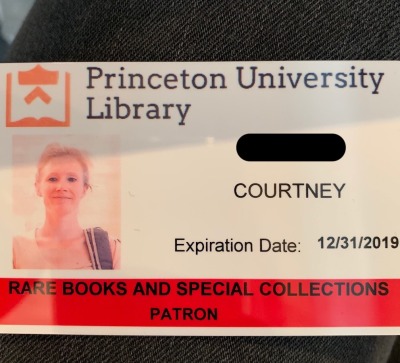 Princeton University
Library
COURTNEY
Expiration Date: 12/31/2019
RARE BOOKS AND SPECIAL COLLECTIONS
PATRON